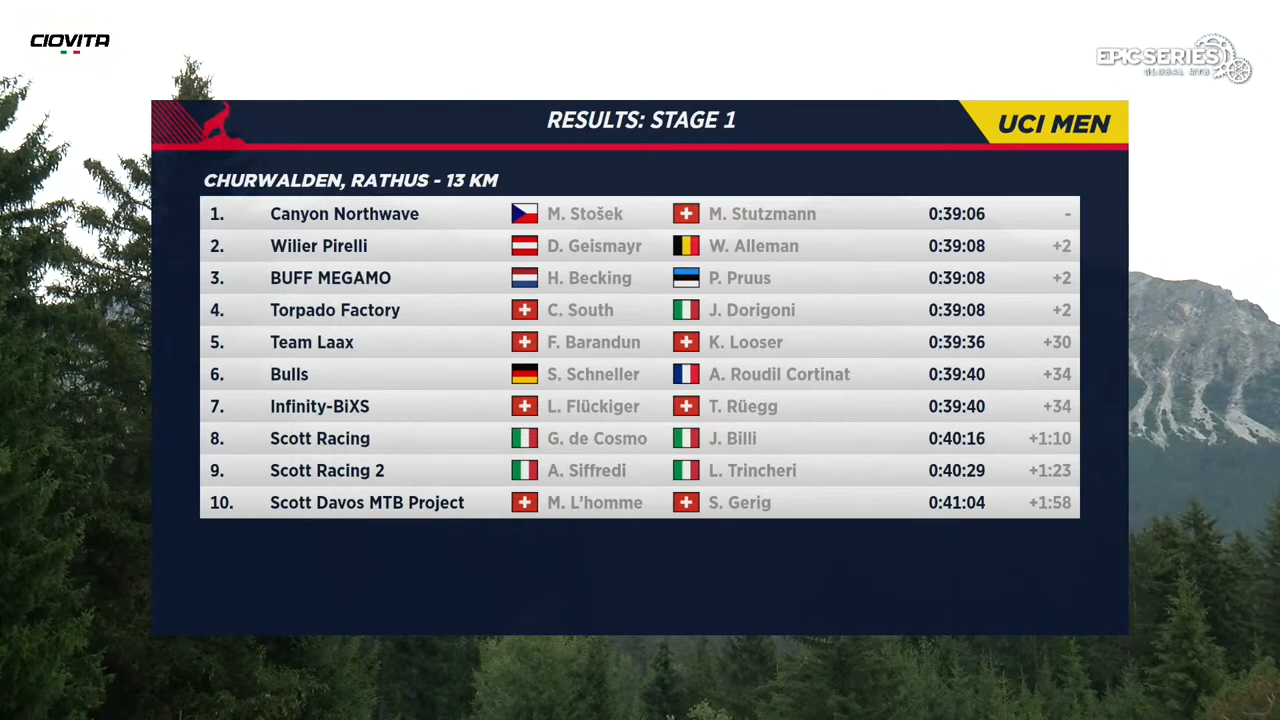 CIOVITA
EPIC SERIES
GLOBAL MTB
RESULTS: STAGE 1
UCI MEN
CHURWALDEN, RATHUS - 13 KM
1. Canyon Northwave M. Stošek M. Stutzmann 0:39:06 -
2. Wilier Pirelli D. Geismayr W. Alleman 0:39:08 +2
3. BUFF MEGAMO H. Becking P. Pruus 0:39:08 +2
4. Torpado Factory C. South J. Dorigoni 0:39:08 +2
5. Team Laax F. Barandun K. Looser 0:39:36 +30
6. Bulls S. Schneller A. Roudil Cortinat 0:39:40 +34
7. Infinity-BiXS L. Flückiger T. Rüegg 0:39:40 +34
8. Scott Racing G. de Cosmo J. Billi 0:40:16 +1:10
9. Scott Racing 2 A. Siffredi L. Trincheri 0:40:29 +1:23
10. Scott Davos MTB Project M. L’homme S. Gerig 0:41:04 +1:58